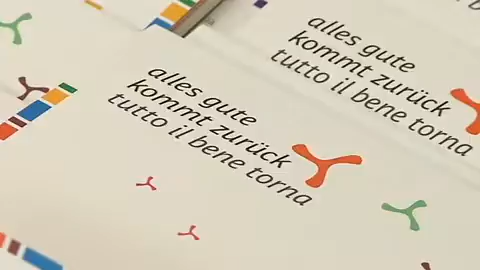 alles gute
kommt zurück
tutto il bene torna
alles gute
kommt zurück
tutto il bene torna